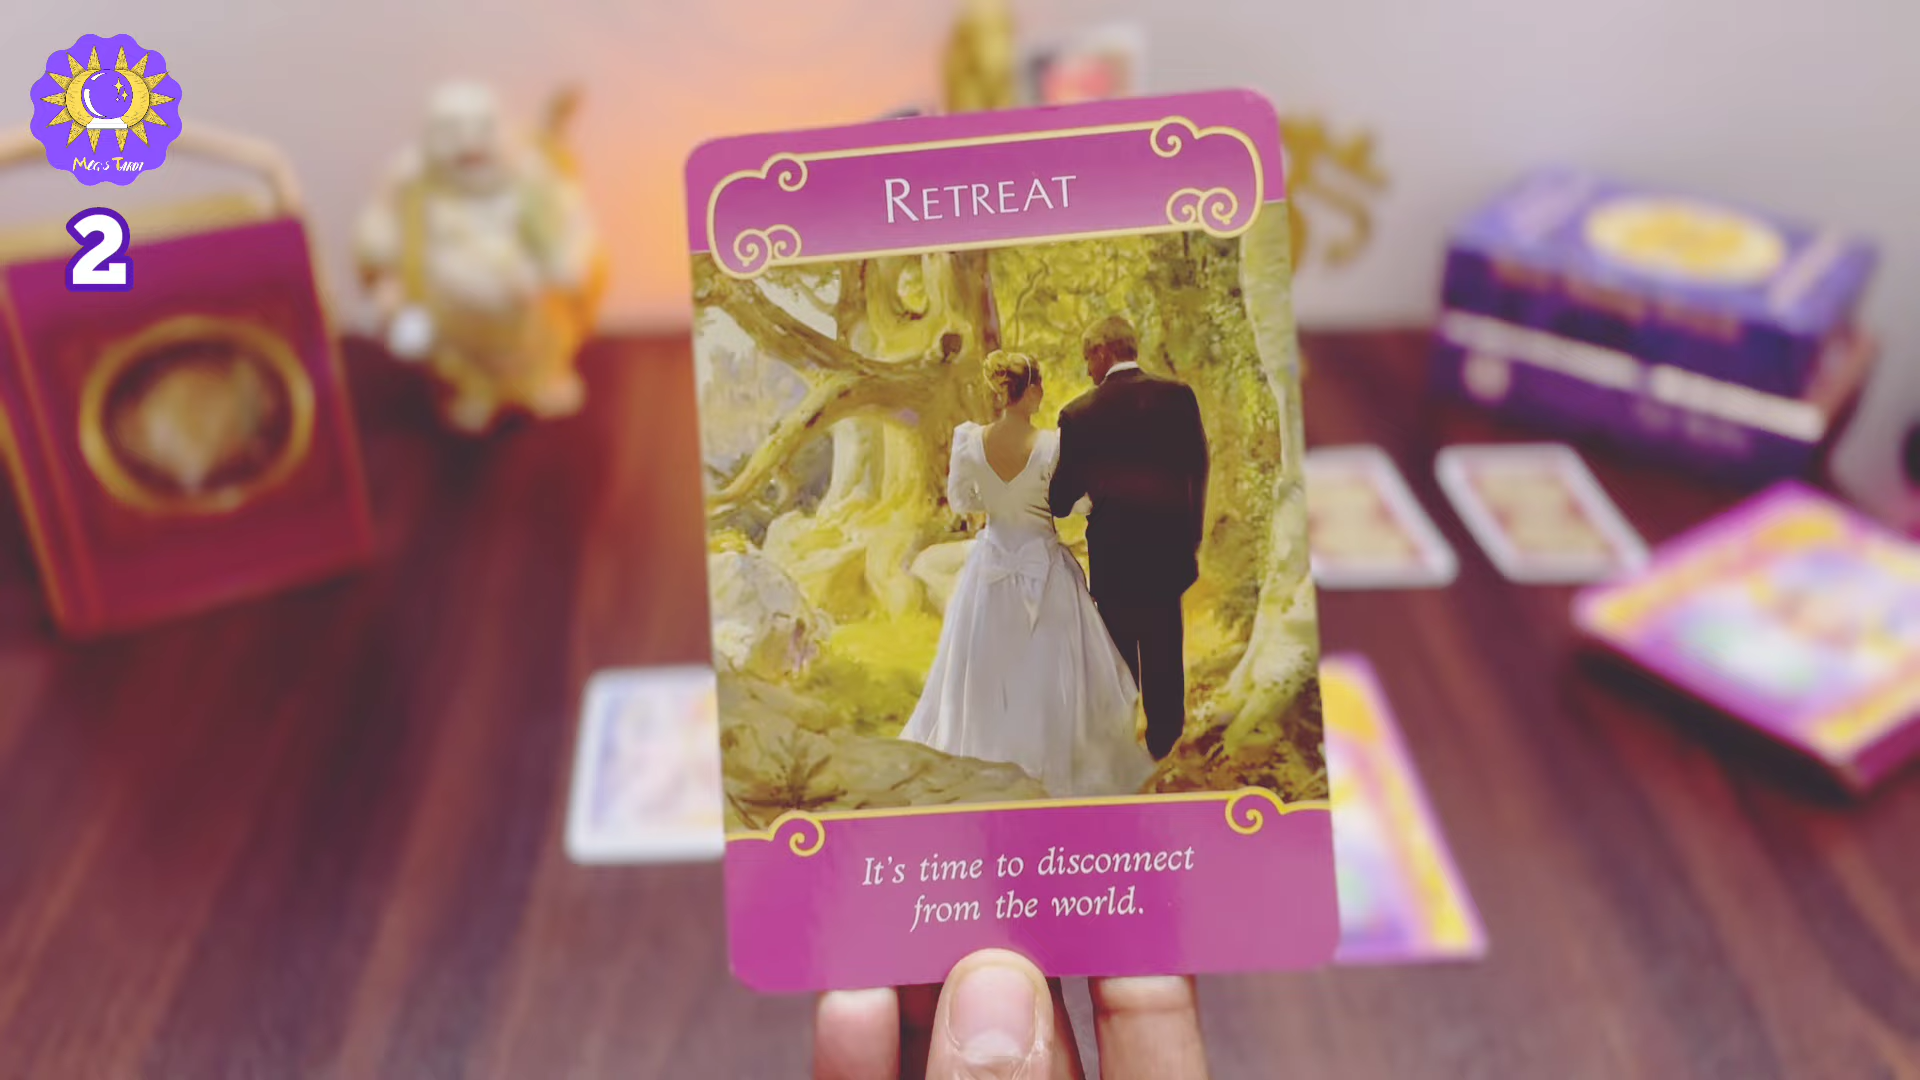 Meg's Tarot
2
Retreat
It's time to disconnect
from the world.